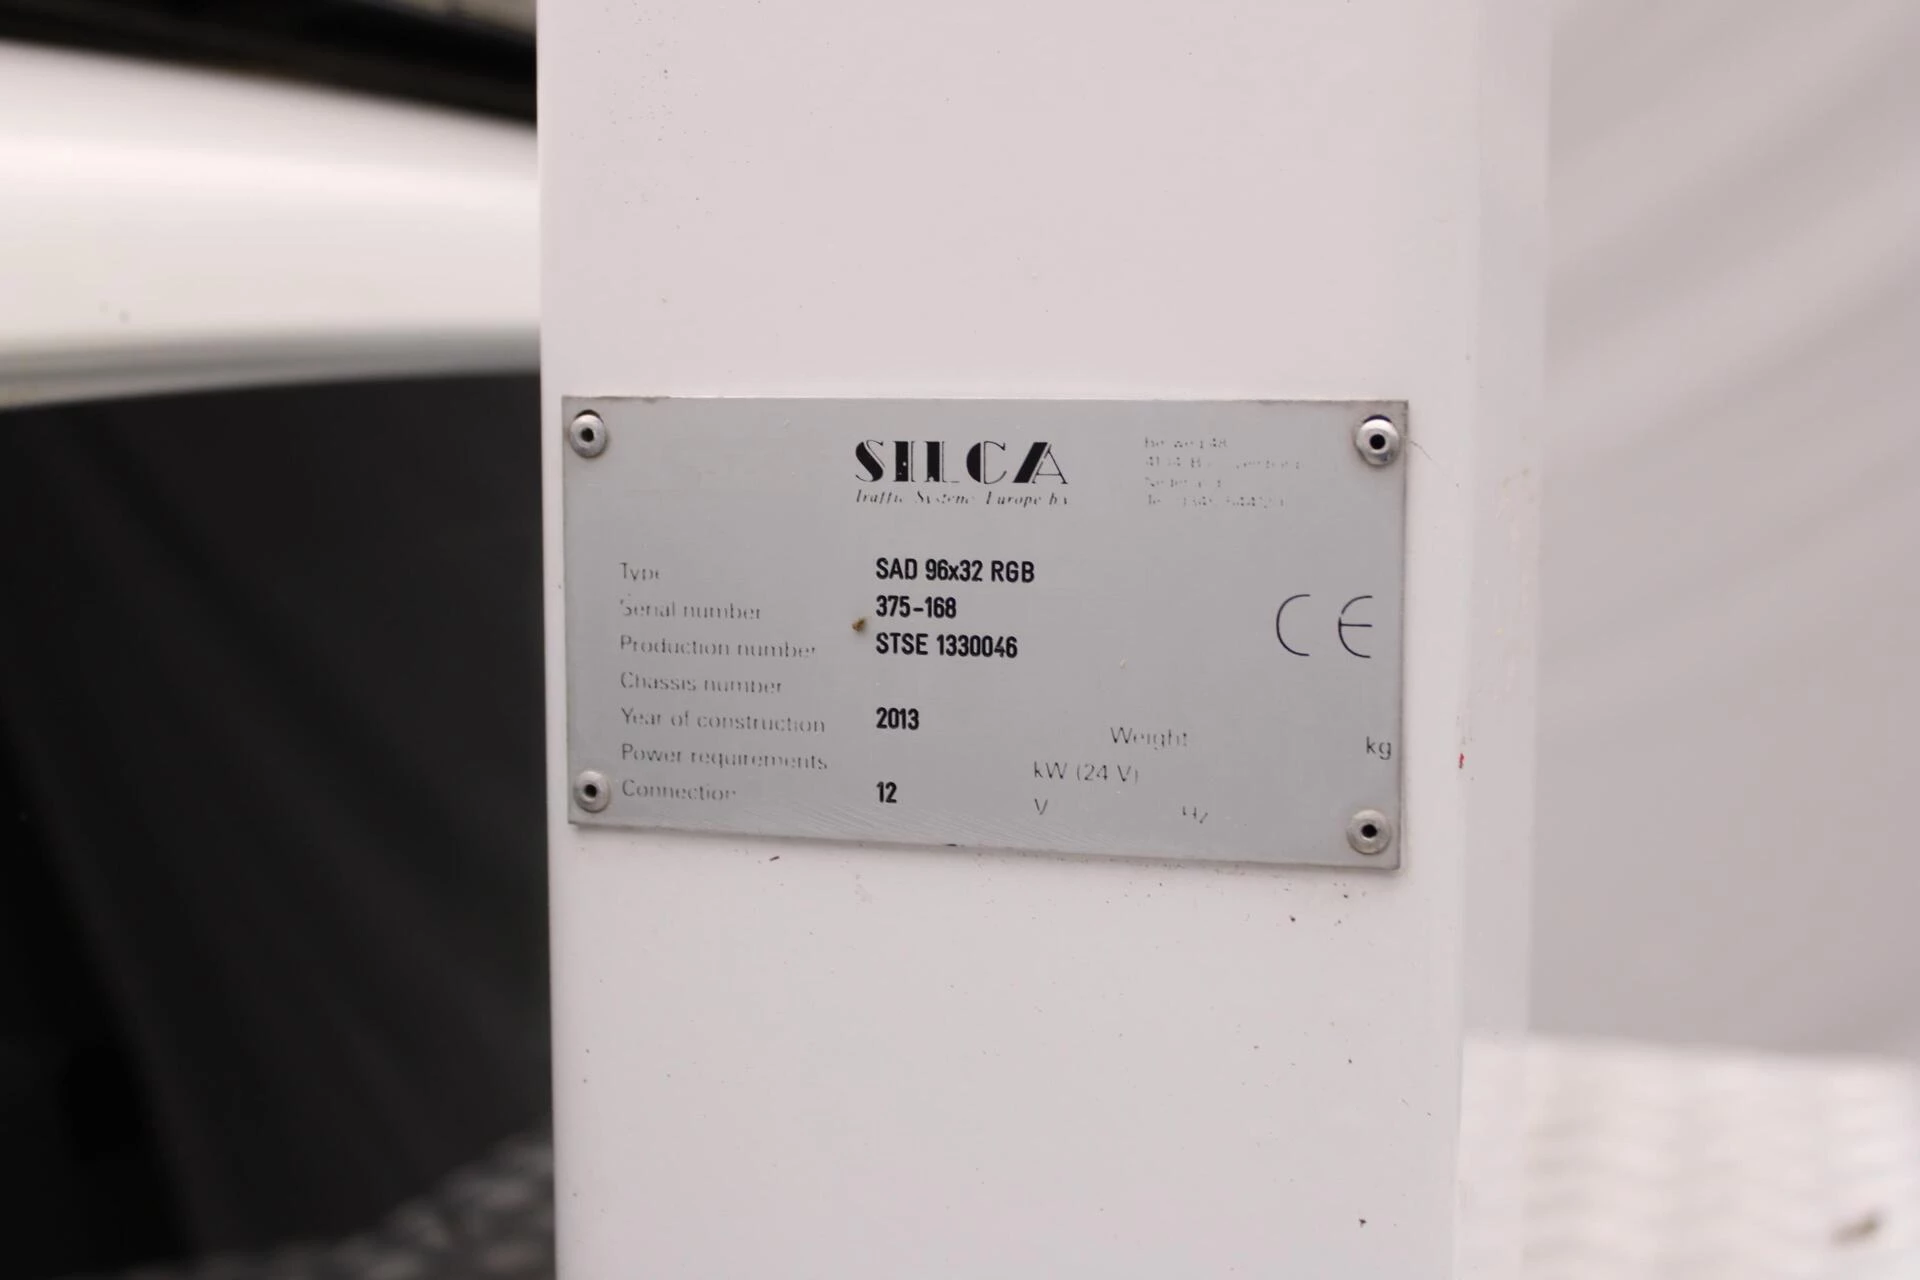 SILCA
Traffic Systems Europe bv
Type SAD 96x32 RGB
Serial number 375-168
Production number STSE 1330046
Chassis number
Year of construction 2013 Weight kg
Power requirements kW (24 V)
Connection 12 V Hz
CE